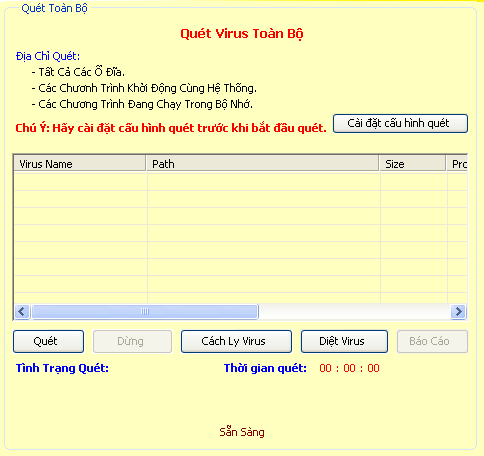 Quét Toàn Bộ
Quét Virus Toàn Bộ
Địa Chỉ Quét:
- Tất Cả Các Ổ Đĩa.
- Các Chươnh Trình Khởi Động Cùng Hệ Thống.
- Các Chương Trình Đang Chạy Trong Bộ Nhớ.
Chú Ý: Hãy cài đặt cấu hình quét trước khi bắt đầu quét. Cài đặt cấu hình quét
Virus Name Path Size Pro
Quét Dừng Cách Ly Virus Diệt Virus Báo Cáo
Tình Trạng Quét: Thời gian quét: 00 : 00 : 00
Sẵn Sàng